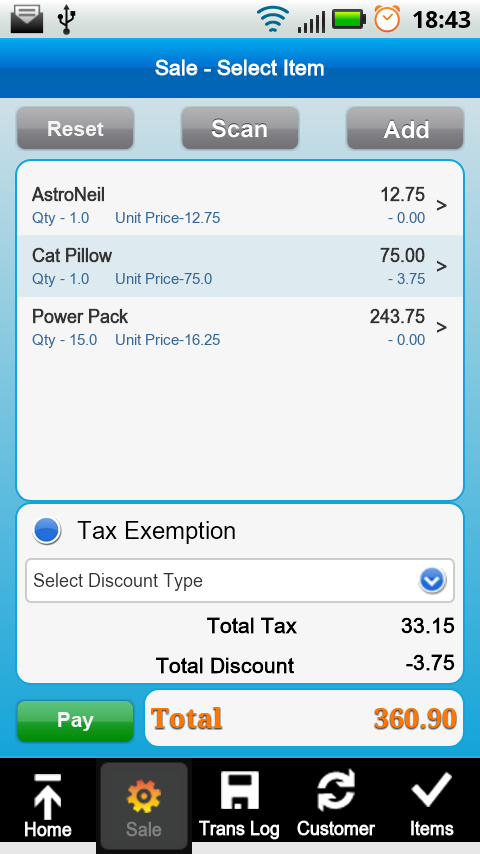 18:43
Sale - Select Item
Reset Scan Add
AstroNeil 12.75 >
Qty - 1.0 Unit Price-12.75 - 0.00
Cat Pillow 75.00 >
Qty - 1.0 Unit Price-75.0 - 3.75
Power Pack 243.75 >
Qty - 15.0 Unit Price-16.25 - 0.00
Tax Exemption
Select Discount Type
Total Tax 33.15
Total Discount -3.75
Pay Total 360.90
Home Sale Trans Log Customer Items